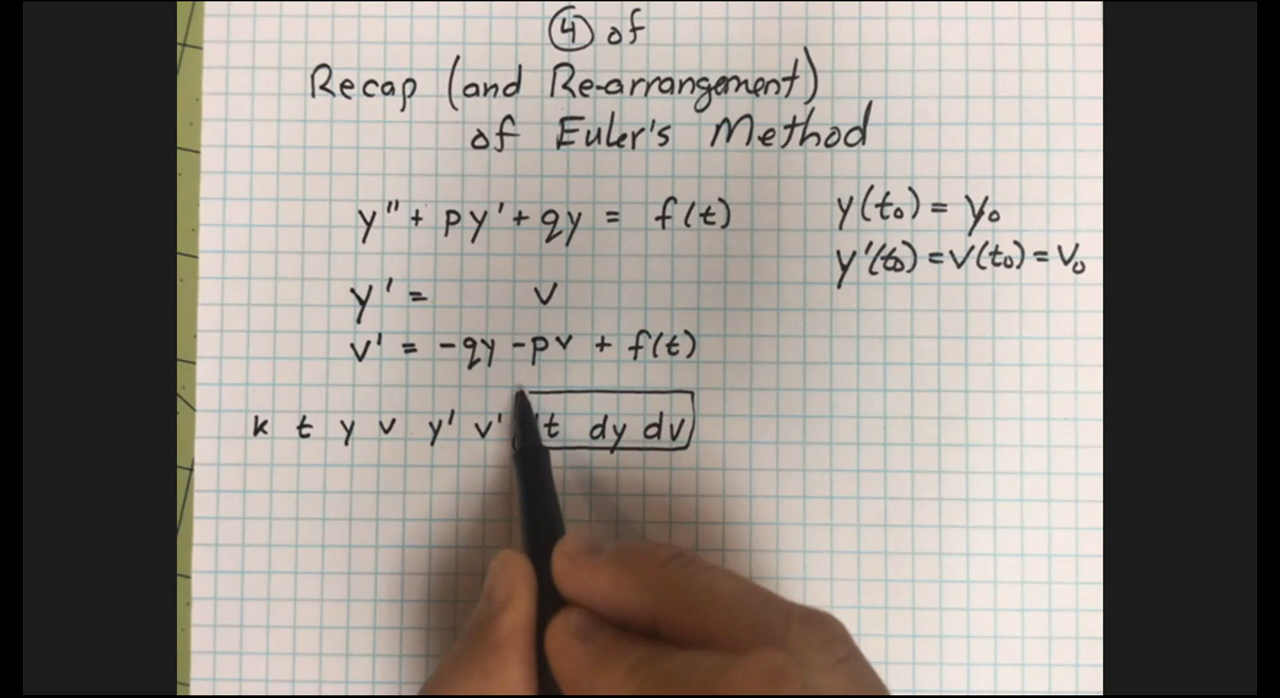 ④ of
Recap (and Re-arrangement)
of Euler's Method
y" + py' + qy = f(t)
y(t₀) = y₀
y'(t₀) = v(t₀) = v₀
y' = v
v' = -qy -pv + f(t)
k t y v y' v' t dy dv